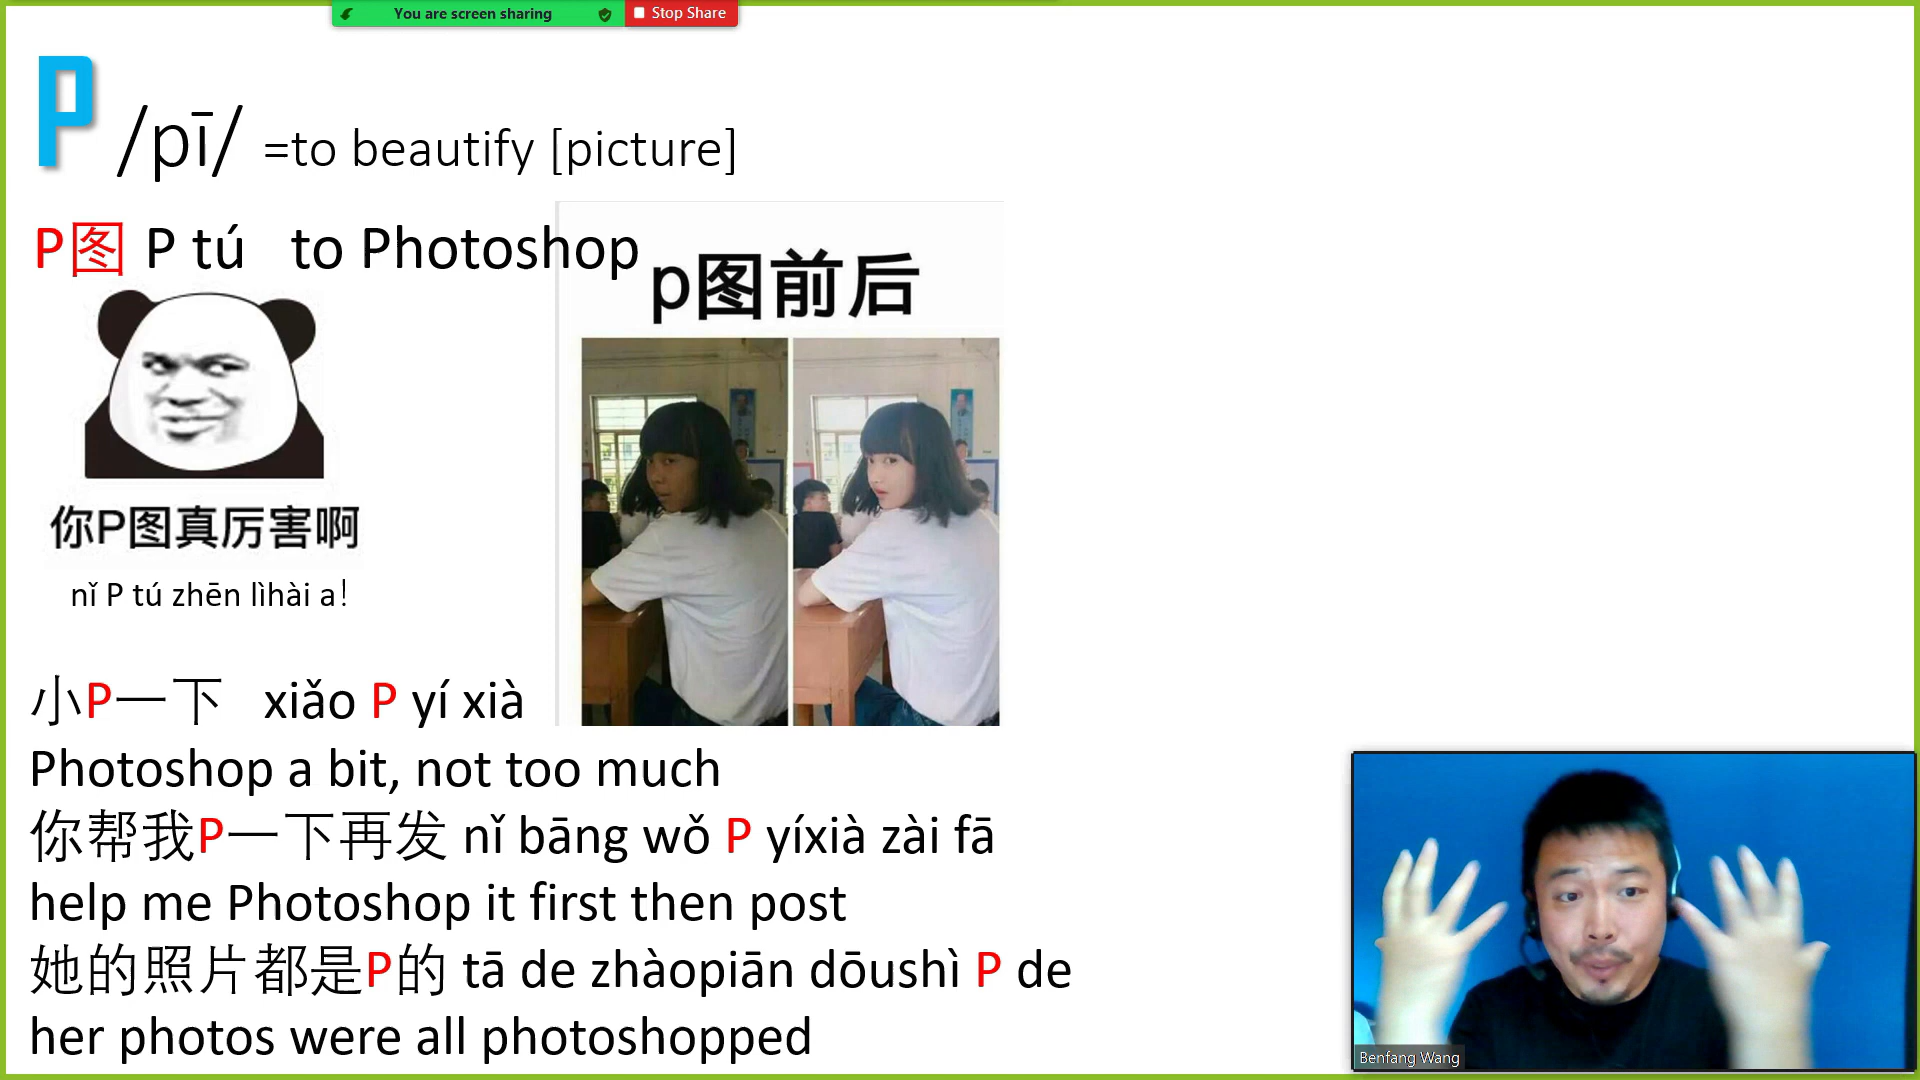 You are screen sharing
Stop Share
P /pī/ =to beautify [picture]
P图 P tú to Photoshop
p图前后
你P图真厉害啊
nǐ P tú zhēn lìhài a!
小P一下 xiǎo P yí xià
Photoshop a bit, not too much
你帮我P一下再发 nǐ bāng wǒ P yíxià zài fā
help me Photoshop it first then post
她的照片都是P的 tā de zhàopiān dōushì P de
her photos were all photoshopped
Benfang Wang